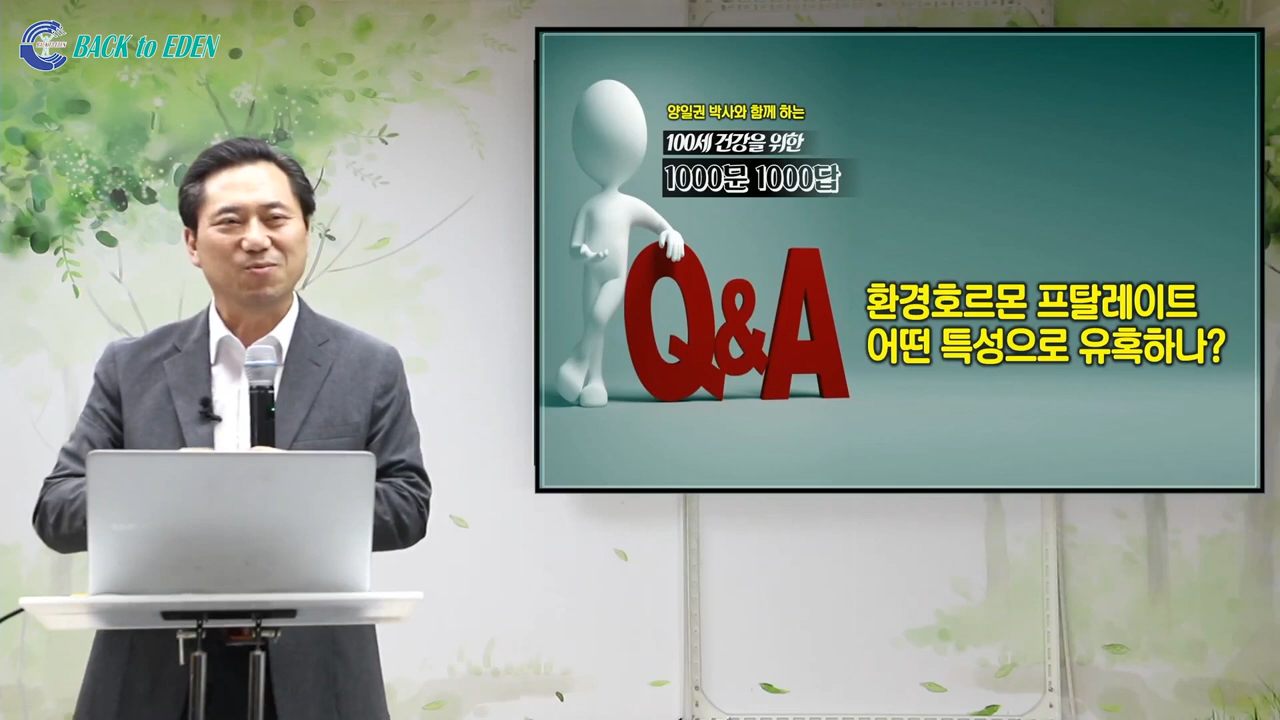 BACK to EDEN
양일권 박사와 함께 하는
100세 건강을 위한
1000문 1000답
Q&A
환경호르몬 프탈레이트
어떤 특성으로 유혹하나?